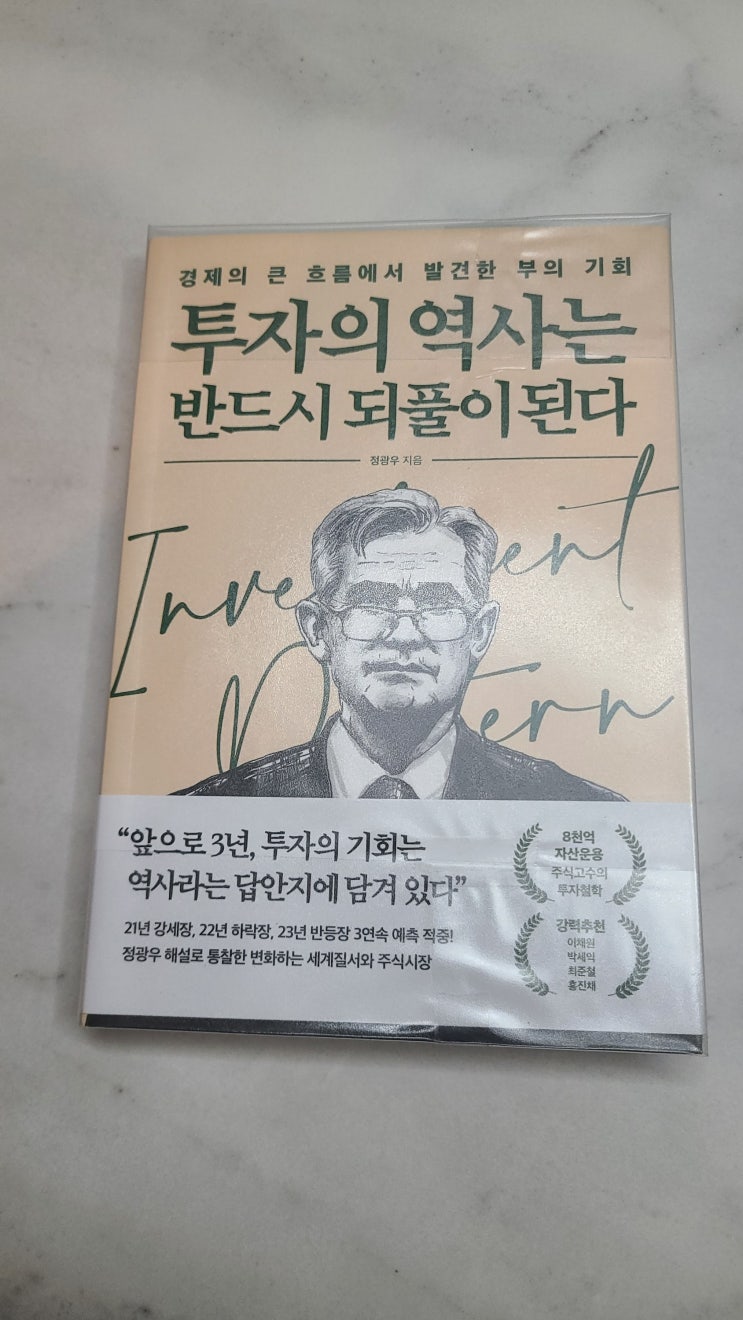 경제의 큰 흐름에서 발견한 부의 기회
투자의 역사는
반드시 되풀이된다
정광우 지음
Inve ent
P tern
“앞으로 3년, 투자의 기회는
역사라는 답안지에 담겨 있다”
21년 강세장, 22년 하락장, 23년 반등장 3연속 예측 적중!
정광우 해설로 통찰한 변화하는 세계질서와 주식시장
8천억
자산운용
주식고수의
투자철학
강력추천
이채원
박세익
최준철
홍진채